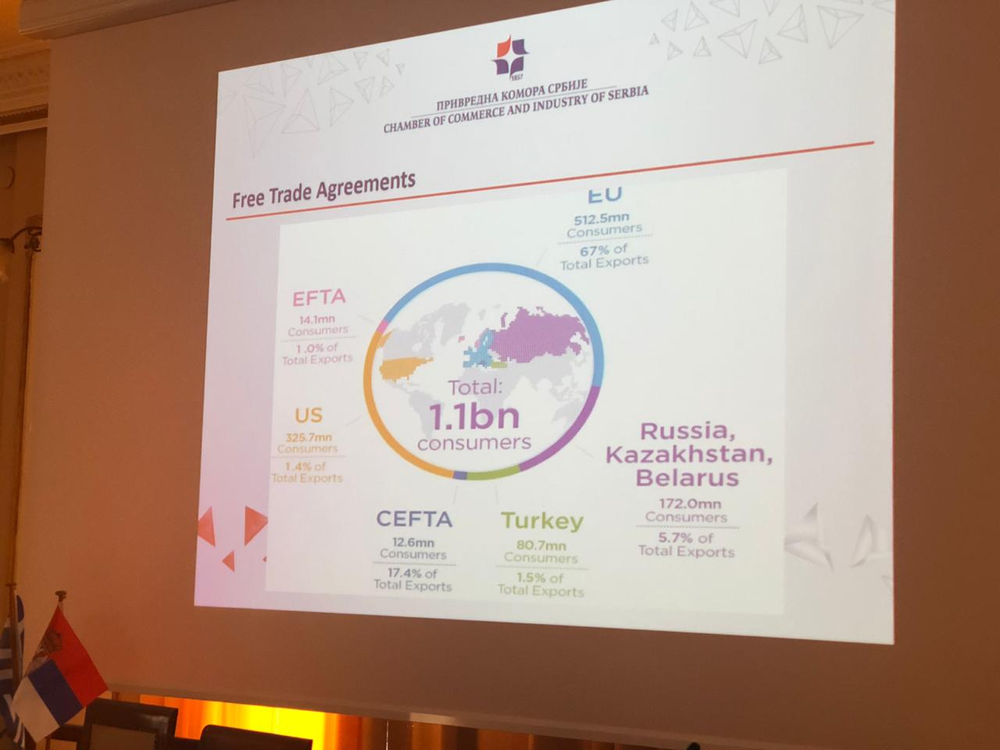 1857
ПРИВРЕДНА КОМОРА СРБИЈЕ
CHAMBER OF COMMERCE AND INDUSTRY OF SERBIA
Free Trade Agreements
EU
512.5mn
Consumers
67% of
Total Exports
EFTA
14.1mn
Consumers
1.0% of
Total Exports
US
325.7mn
Consumers
1.4% of
Total Exports
Total:
1.1bn
consumers
Russia,
Kazakhstan,
Belarus
172.0mn
Consumers
5.7% of
Total Exports
CEFTA
12.6mn
Consumers
17.4% of
Total Exports
Turkey
80.7mn
Consumers
1.5% of
Total Exports